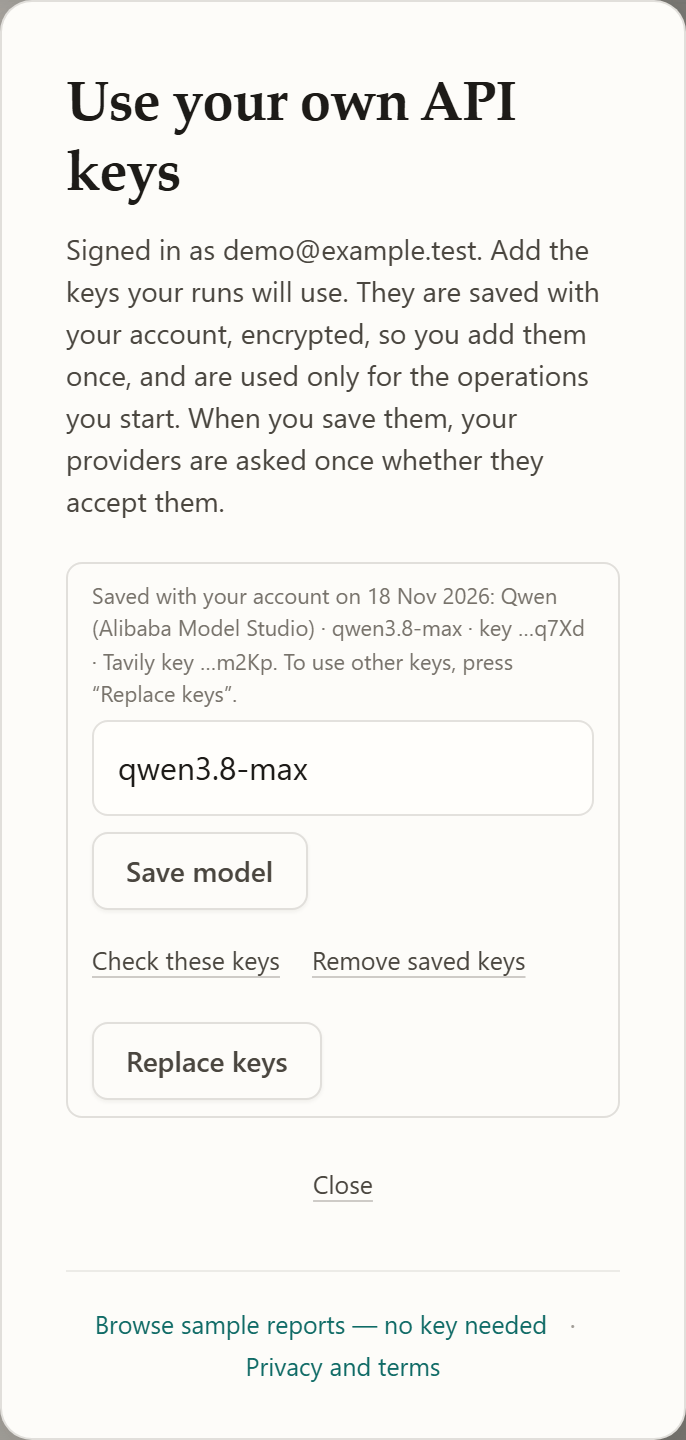 Use your own API
keys
Signed in as demo@example.test. Add the
keys your runs will use. They are saved with
your account, encrypted, so you add them
once, and are used only for the operations
you start. When you save them, your
providers are asked once whether they
accept them.
Saved with your account on 18 Nov 2026: Qwen
(Alibaba Model Studio) · qwen3.8-max · key …q7Xd
· Tavily key …m2Kp. To use other keys, press
“Replace keys”.
qwen3.8-max
Save model
Check these keys Remove saved keys
Replace keys
Close
Browse sample reports — no key needed ·
Privacy and terms